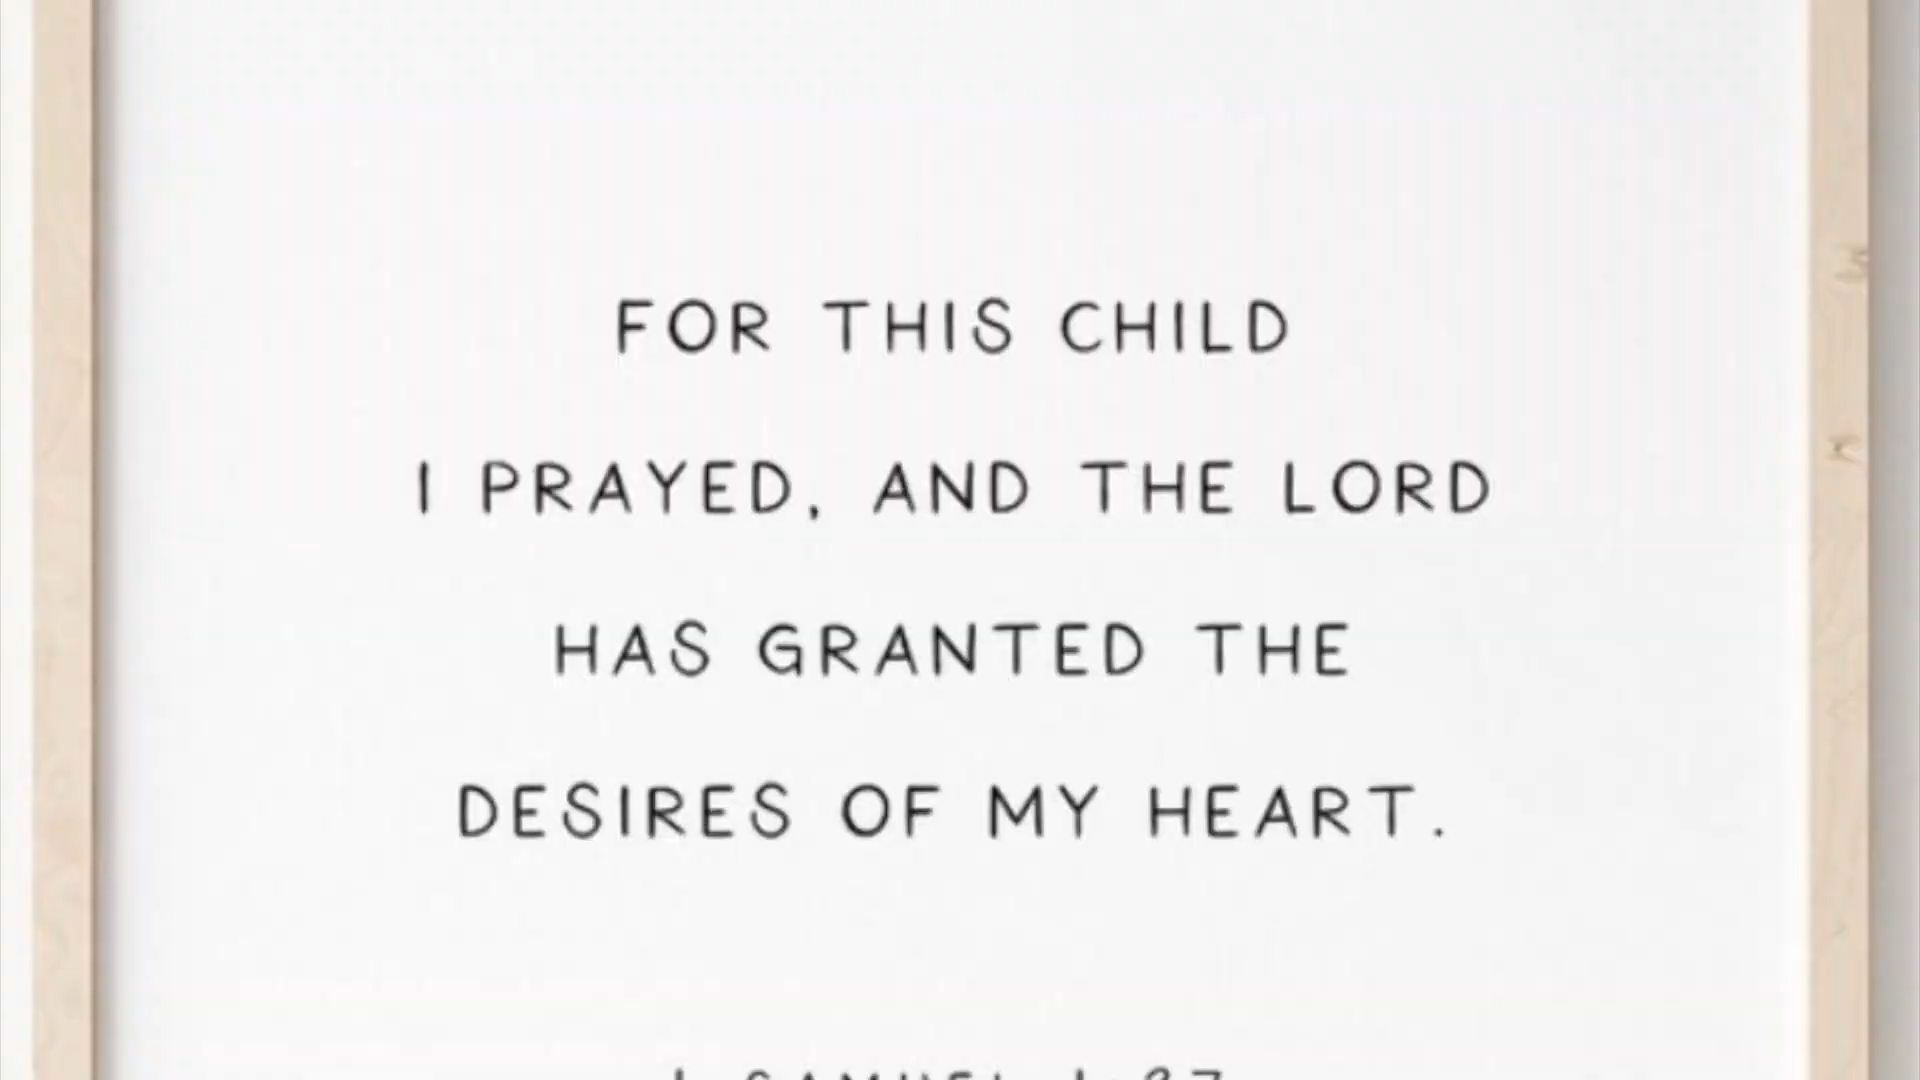 FOR THIS CHILD
I PRAYED, AND THE LORD
HAS GRANTED THE
DESIRES OF MY HEART.